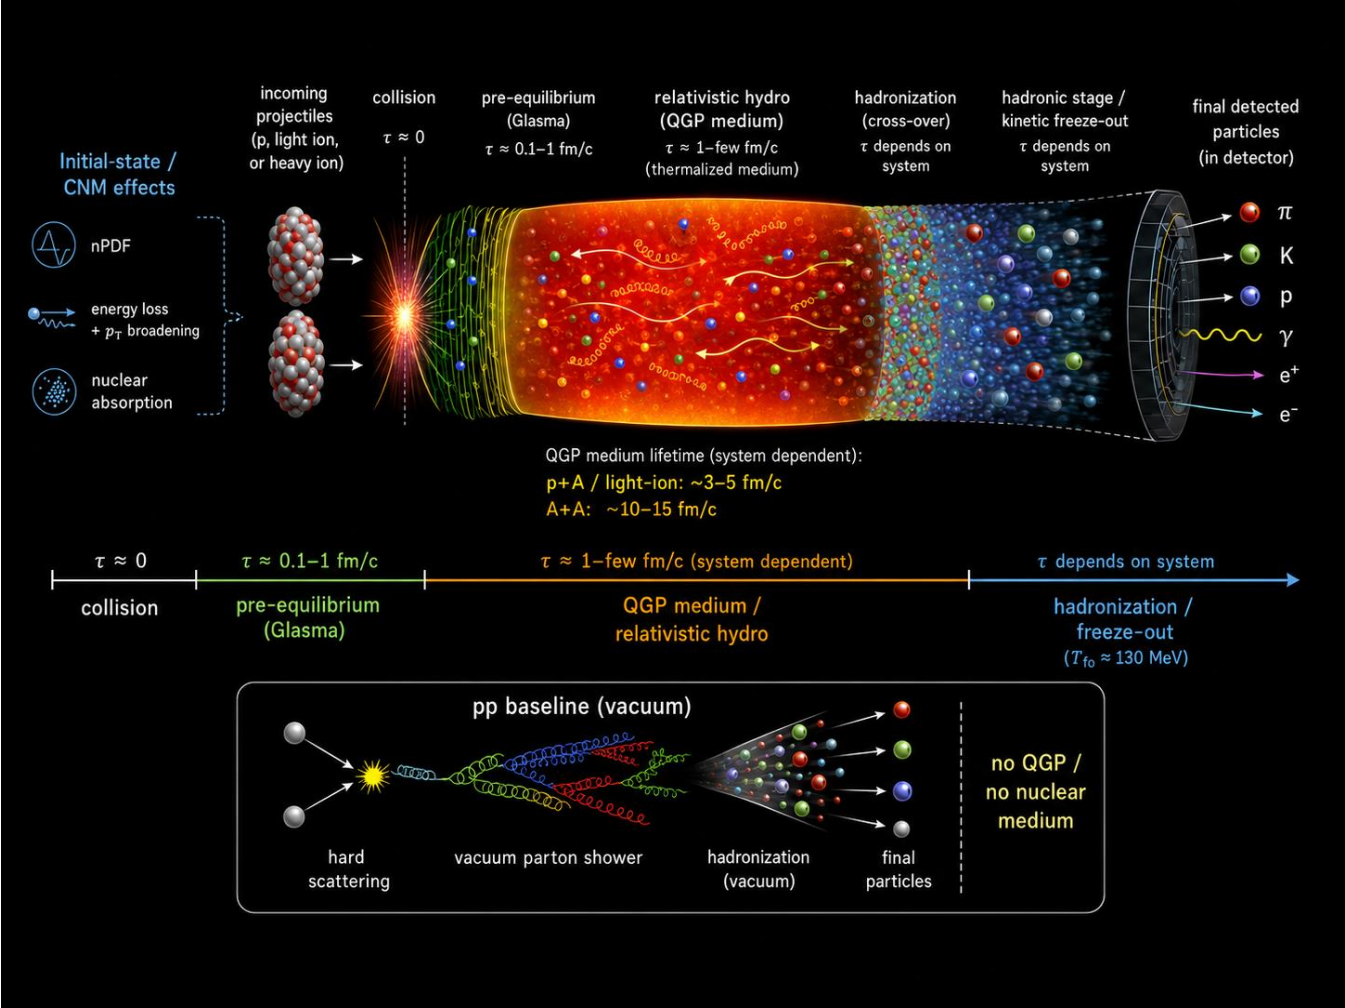 incoming
projectiles
(p, light ion,
or heavy ion)
collision
τ ≈ 0
pre-equilibrium
(Glasma)
τ ≈ 0.1–1 fm/c
relativistic hydro
(QGP medium)
τ ≈ 1–few fm/c
(thermalized medium)
hadronization
(cross-over)
τ depends on
system
hadronic stage /
kinetic freeze-out
τ depends on
system
final detected
particles
(in detector)
Initial-state /
CNM effects
nPDF
energy loss
+ p_T broadening
nuclear
absorption
π
K
p
γ
e⁺
e⁻
QGP medium lifetime (system dependent):
p+A / light-ion: ~3–5 fm/c
A+A: ~10–15 fm/c
τ ≈ 0
τ ≈ 0.1–1 fm/c
τ ≈ 1–few fm/c (system dependent)
τ depends on system
collision
pre-equilibrium
(Glasma)
QGP medium /
relativistic hydro
hadronization /
freeze-out
(T_fo ≈ 130 MeV)
pp baseline (vacuum)
hard
scattering
vacuum parton shower
hadronization
(vacuum)
final
particles
no QGP /
no nuclear
medium